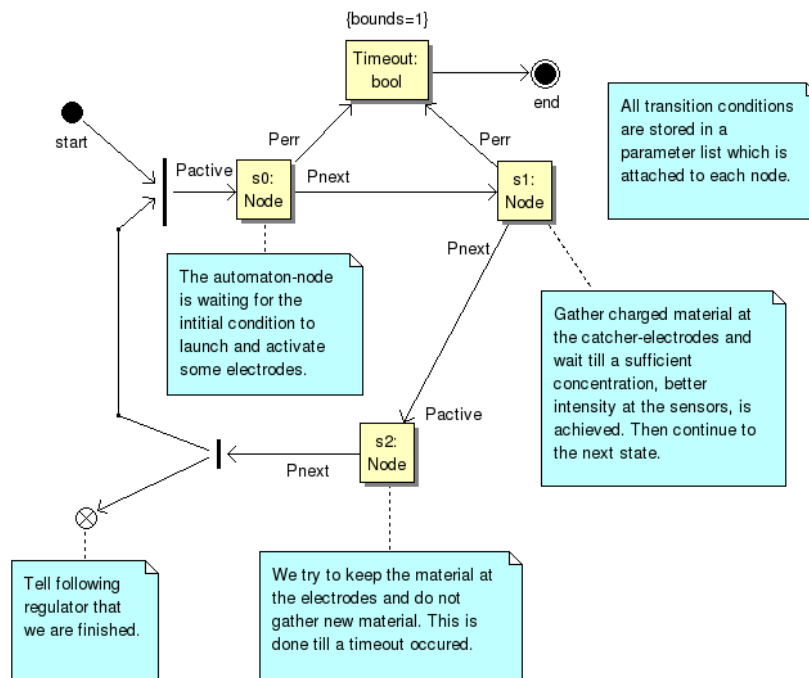 {bounds=1}
Timeout:
bool
end
start
Perr
Perr
Pactive
s0:
Node
Pnext
s1:
Node
All transition conditions
are stored in a
parameter list which is
attached to each node.
Pnext
The automaton-node
is waiting for the
intitial condition to
launch and activate
some electrodes.
Gather charged material at
the catcher-electrodes and
wait till a sufficient
concentration, better
intensity at the sensors, is
achieved. Then continue to
the next state.
Pactive
s2:
Node
Pnext
Tell following
regulator that
we are finished.
We try to keep the material at
the electrodes and do not
gather new material. This is
done till a timeout occured.